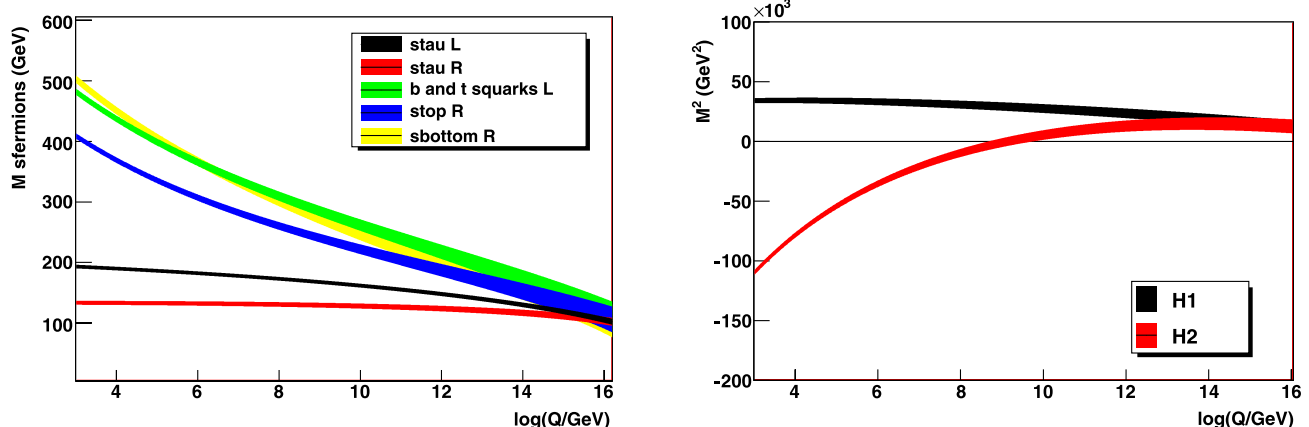 M sfermions (GeV)
600
500
400
300
200
100
stau L
stau R
b and t squarks L
stop R
sbottom R
4 6 8 10 12 14 16
log(Q/GeV)
×10³
M² (GeV²)
100
50
0
-50
-100
-150
-200
H1
H2
4 6 8 10 12 14 16
log(Q/GeV)